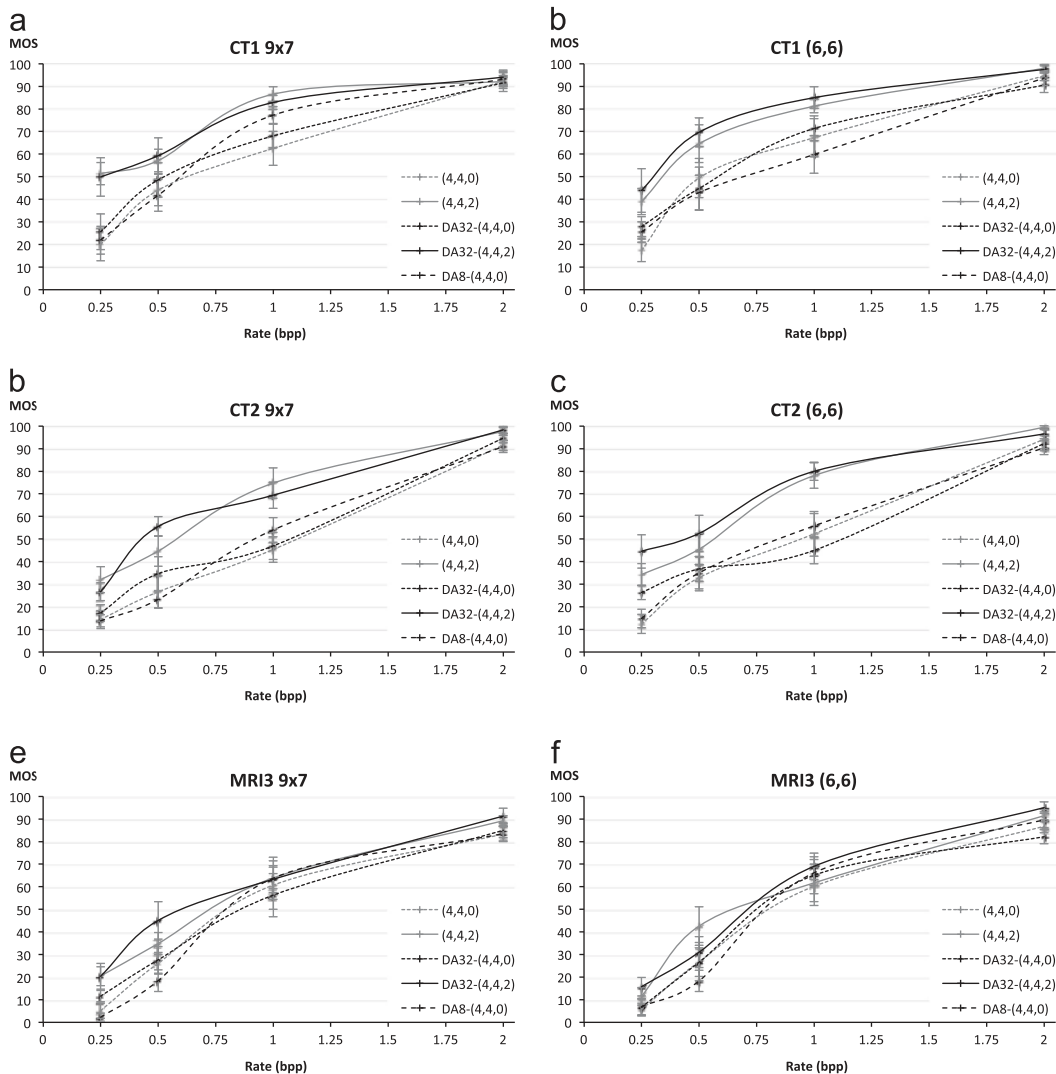 a
MOS
CT1 9x7
100
90
80
70
60
50
40
30
20
10
0
(4,4,0)
(4,4,2)
DA32-(4,4,0)
DA32-(4,4,2)
DA8-(4,4,0)
0 0.25 0.5 0.75 1 1.25 1.5 1.75 2
Rate (bpp)
b
MOS
CT1 (6,6)
100
90
80
70
60
50
40
30
20
10
0
(4,4,0)
(4,4,2)
DA32-(4,4,0)
DA32-(4,4,2)
DA8-(4,4,0)
0 0.25 0.5 0.75 1 1.25 1.5 1.75 2
Rate (bpp)
b
MOS
CT2 9x7
100
90
80
70
60
50
40
30
20
10
0
(4,4,0)
(4,4,2)
DA32-(4,4,0)
DA32-(4,4,2)
DA8-(4,4,0)
0 0.25 0.5 0.75 1 1.25 1.5 1.75 2
Rate (bpp)
c
MOS
CT2 (6,6)
100
90
80
70
60
50
40
30
20
10
0
(4,4,0)
(4,4,2)
DA32-(4,4,0)
DA32-(4,4,2)
DA8-(4,4,0)
0 0.25 0.5 0.75 1 1.25 1.5 1.75 2
Rate (bpp)
e
MOS
MRI3 9x7
100
90
80
70
60
50
40
30
20
10
0
(4,4,0)
(4,4,2)
DA32-(4,4,0)
DA32-(4,4,2)
DA8-(4,4,0)
0 0.25 0.5 0.75 1 1.25 1.5 1.75 2
Rate (bpp)
f
MOS
MRI3 (6,6)
100
90
80
70
60
50
40
30
20
10
0
(4,4,0)
(4,4,2)
DA32-(4,4,0)
DA32-(4,4,2)
DA8-(4,4,0)
0 0.25 0.5 0.75 1 1.25 1.5 1.75 2
Rate (bpp)